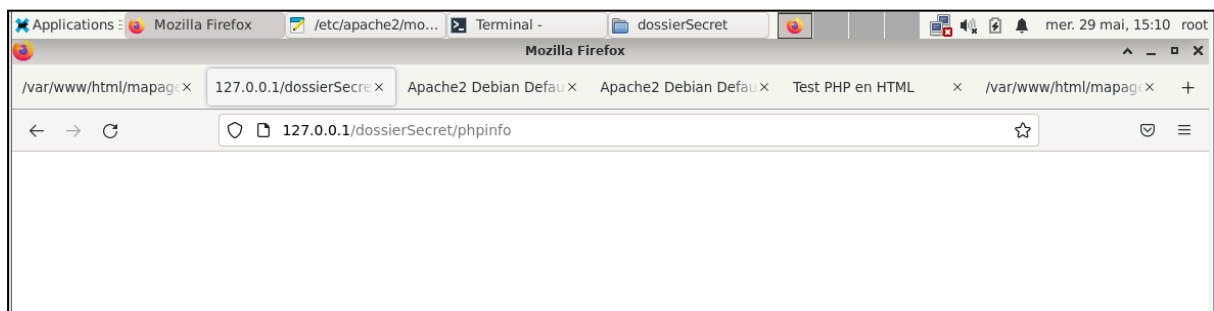 Applications Mozilla Firefox /etc/apache2/mo... Terminal - dossierSecret mer. 29 mai, 15:10 root
Mozilla Firefox
/var/www/html/mapage 127.0.0.1/dossierSecre Apache2 Debian Defau Apache2 Debian Defau Test PHP en HTML /var/www/html/mapag
127.0.0.1/dossierSecret/phpinfo